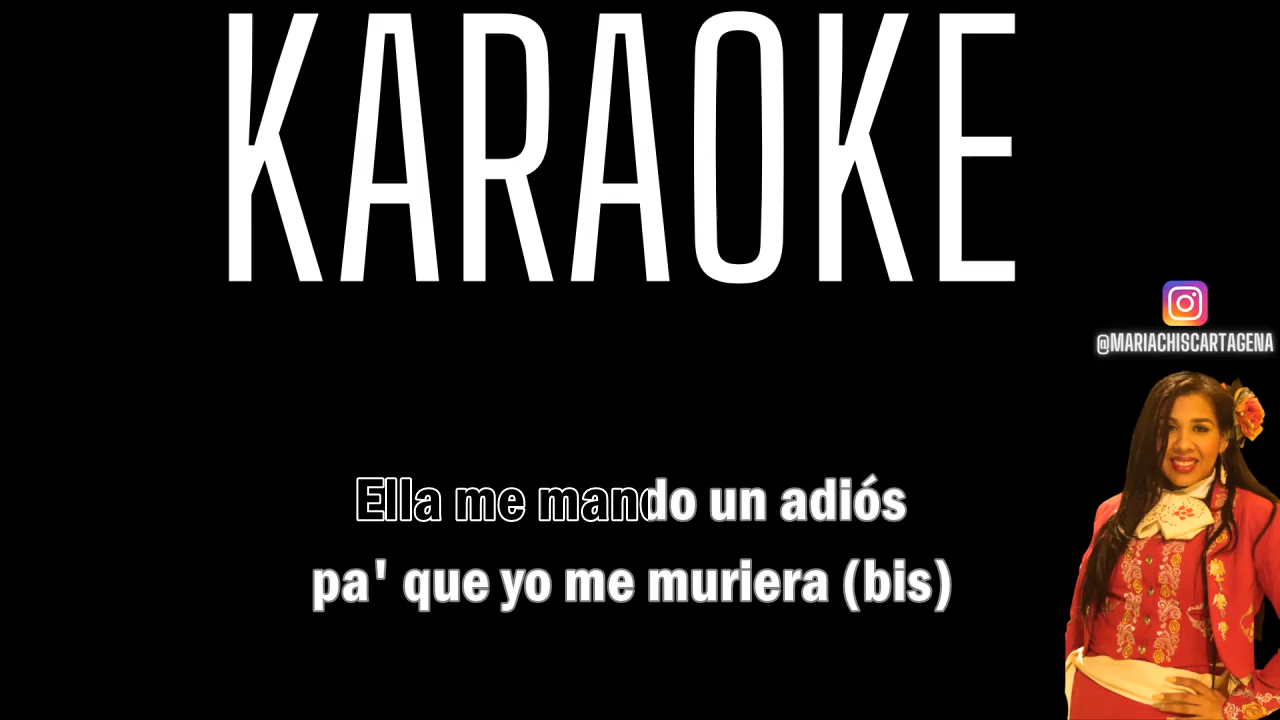 KARAOKE
@MARIACHISCARTAGENA
Ella me mando un adiós
pa' que yo me muriera (bis)